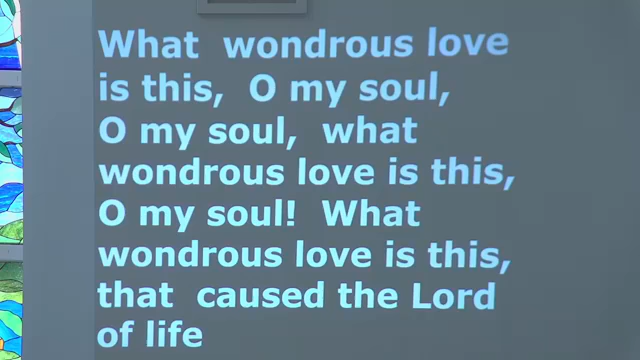 What wondrous love
is this, O my soul,
O my soul, what
wondrous love is this,
O my soul! What
wondrous love is this,
that caused the Lord
of life